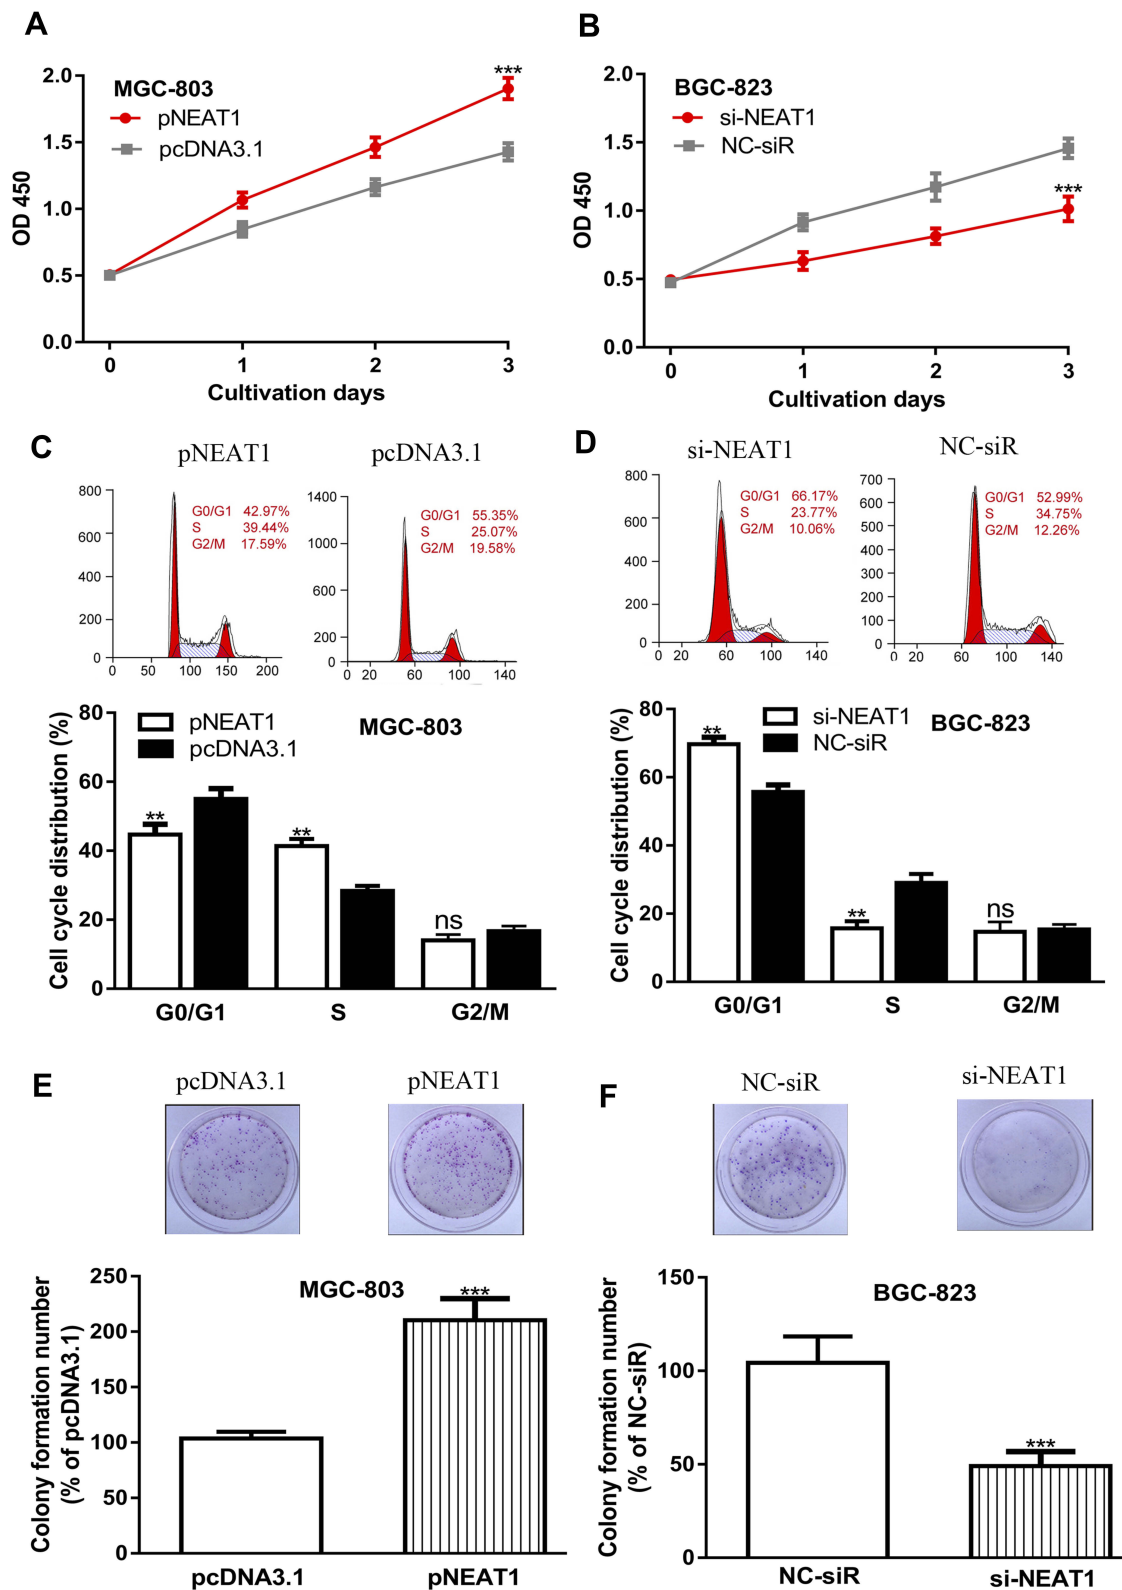 A
MGC-803
pNEAT1
pcDNA3.1
***
2.0
1.5
1.0
0.5
0.0
OD 450
0 1 2 3
Cultivation days
B
BGC-823
si-NEAT1
NC-siR
***
2.0
1.5
1.0
0.5
0.0
OD 450
0 1 2 3
Cultivation days
C
pNEAT1
800
600
400
200
0
G0/G1 42.97%
S 39.44%
G2/M 17.59%
0 50 100 150 200
pcDNA3.1
1400
1000
600
200
0
G0/G1 55.35%
S 25.07%
G2/M 19.58%
0 20 60 100 140
80
60
40
20
0
Cell cycle distribution (%)
pNEAT1
pcDNA3.1
MGC-803
**
**
ns
G0/G1 S G2/M
D
si-NEAT1
800
600
400
200
0
G0/G1 66.17%
S 23.77%
G2/M 10.06%
0 20 60 100 140
NC-siR
700
600
500
400
300
200
100
0
G0/G1 52.99%
S 34.75%
G2/M 12.26%
0 20 60 100 140
80
60
40
20
0
Cell cycle distribution (%)
si-NEAT1
NC-siR
BGC-823
**
**
ns
G0/G1 S G2/M
E
pcDNA3.1 pNEAT1
250
200
150
100
50
0
Colony formation number
(% of pcDNA3.1)
MGC-803
***
pcDNA3.1 pNEAT1
F
NC-siR si-NEAT1
150
100
50
0
Colony formation number
(% of NC-siR)
BGC-823
***
NC-siR si-NEAT1